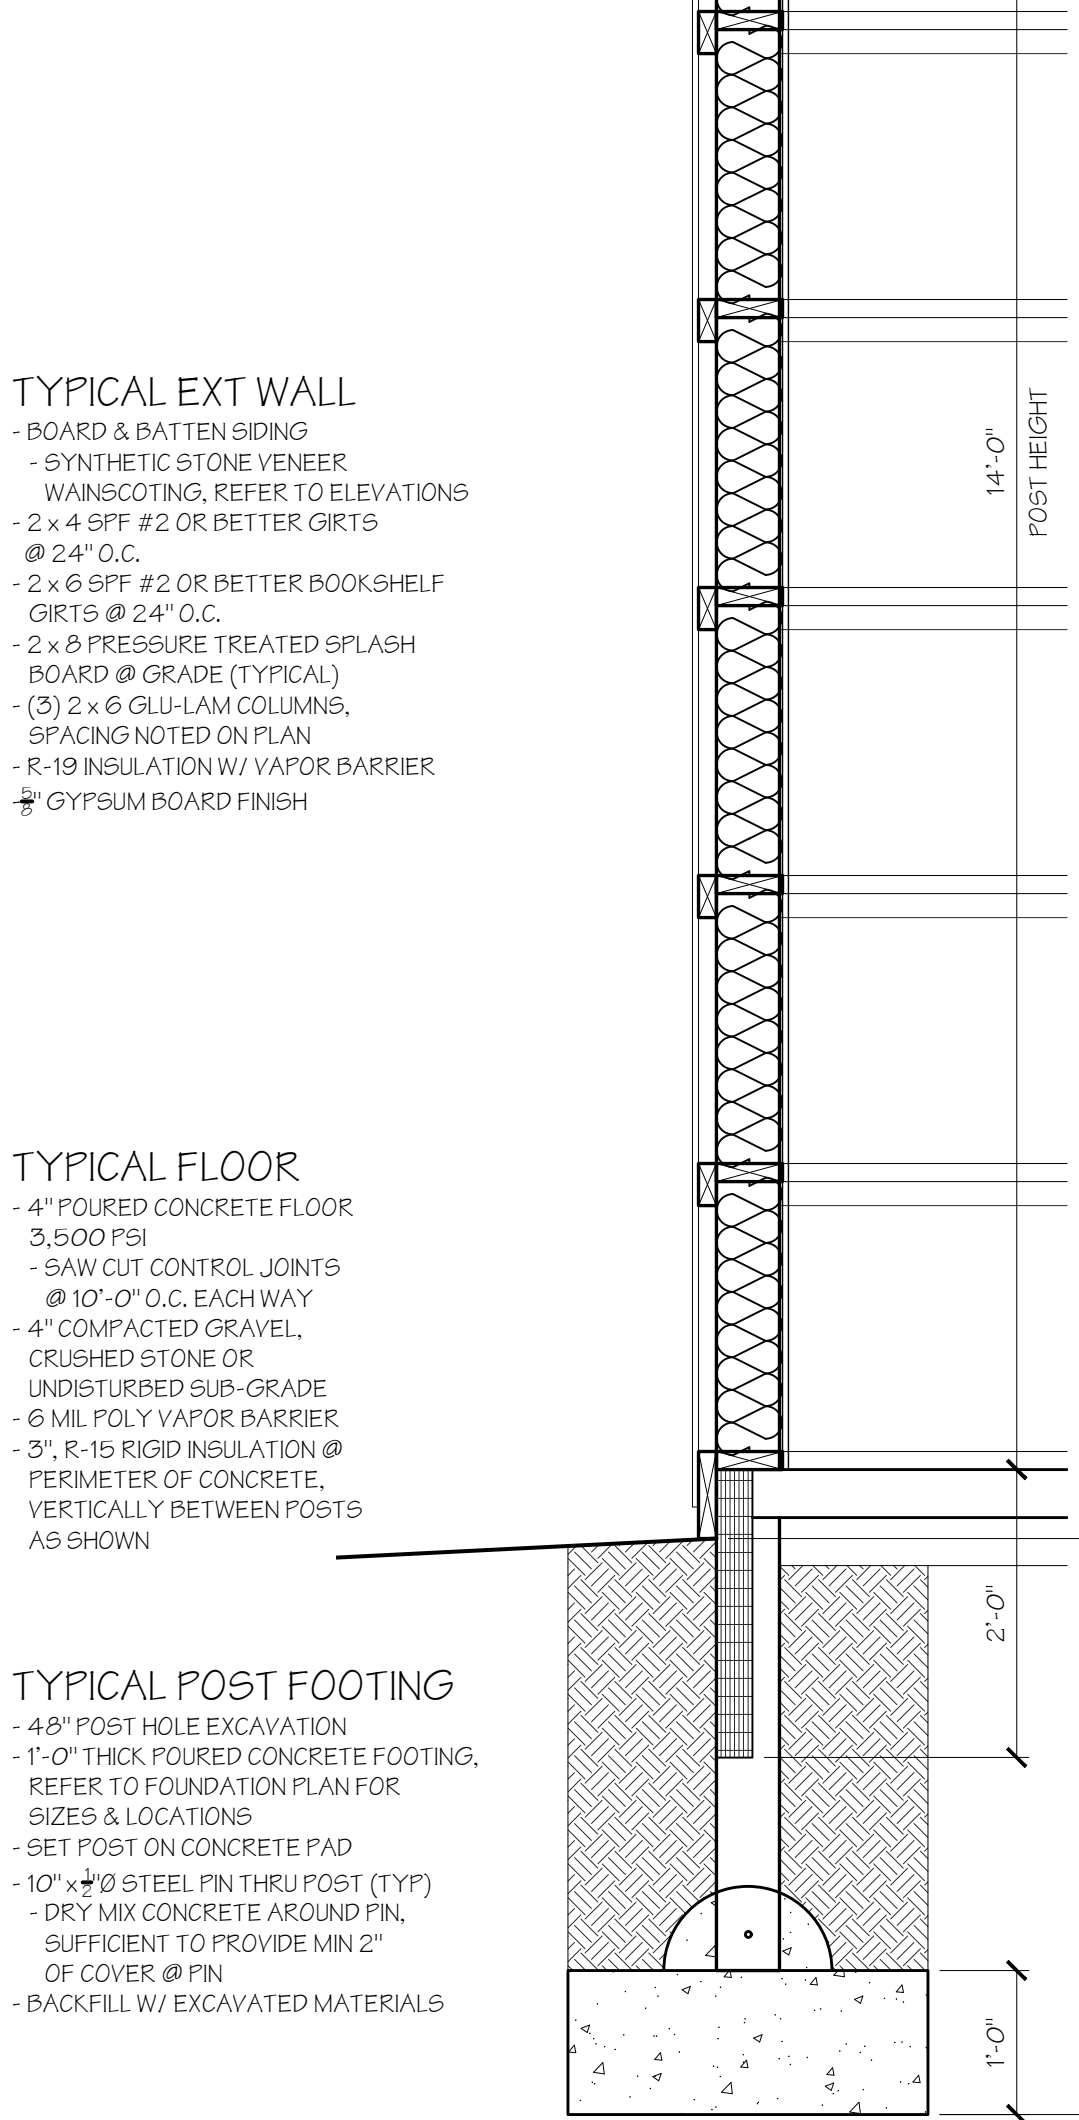 TYPICAL EXT WALL
- BOARD & BATTEN SIDING
- SYNTHETIC STONE VENEER
WAINSCOTING, REFER TO ELEVATIONS
- 2 x 4 SPF #2 OR BETTER GIRTS
@ 24" O.C.
- 2 x 6 SPF #2 OR BETTER BOOKSHELF
GIRTS @ 24" O.C.
- 2 x 8 PRESSURE TREATED SPLASH
BOARD @ GRADE (TYPICAL)
- (3) 2 x 6 GLU-LAM COLUMNS,
SPACING NOTED ON PLAN
- R-19 INSULATION W/ VAPOR BARRIER
- 5/8" GYPSUM BOARD FINISH
14'-0"
POST HEIGHT
TYPICAL FLOOR
- 4" POURED CONCRETE FLOOR
3,500 PSI
- SAW CUT CONTROL JOINTS
@ 10'-0" O.C. EACH WAY
- 4" COMPACTED GRAVEL,
CRUSHED STONE OR
UNDISTURBED SUB-GRADE
- 6 MIL POLY VAPOR BARRIER
- 3", R-15 RIGID INSULATION @
PERIMETER OF CONCRETE,
VERTICALLY BETWEEN POSTS
AS SHOWN
2'-0"
TYPICAL POST FOOTING
- 48" POST HOLE EXCAVATION
- 1'-0" THICK POURED CONCRETE FOOTING,
REFER TO FOUNDATION PLAN FOR
SIZES & LOCATIONS
- SET POST ON CONCRETE PAD
- 10" x 1/2"Ø STEEL PIN THRU POST (TYP)
- DRY MIX CONCRETE AROUND PIN,
SUFFICIENT TO PROVIDE MIN 2"
OF COVER @ PIN
- BACKFILL W/ EXCAVATED MATERIALS
1'-0"